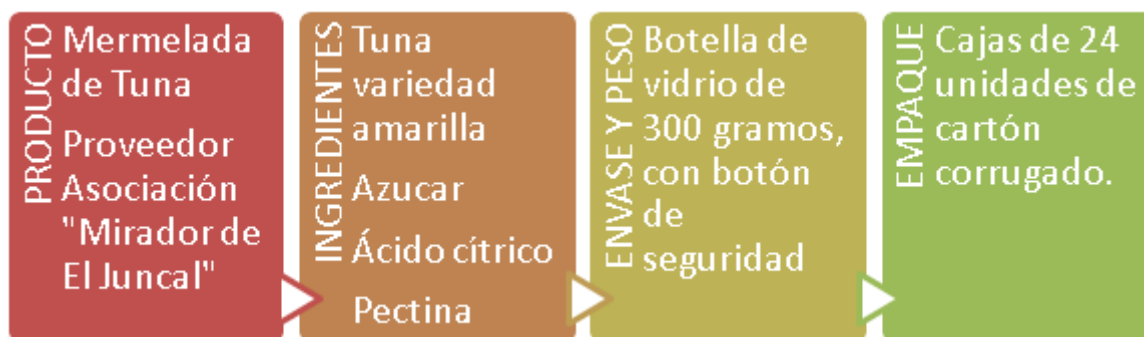 PRODUCTO
Mermelada
de Tuna
Proveedor
Asociación
"Mirador de
El Juncal"
INGREDIENTES
Tuna
variedad
amarilla
Azucar
Ácido cítrico
Pectina
ENVASE Y PESO
Botella de
vidrio de
300 gramos,
con botón
de
seguridad
EMPAQUE
Cajas de 24
unidades de
cartón
corrugado.